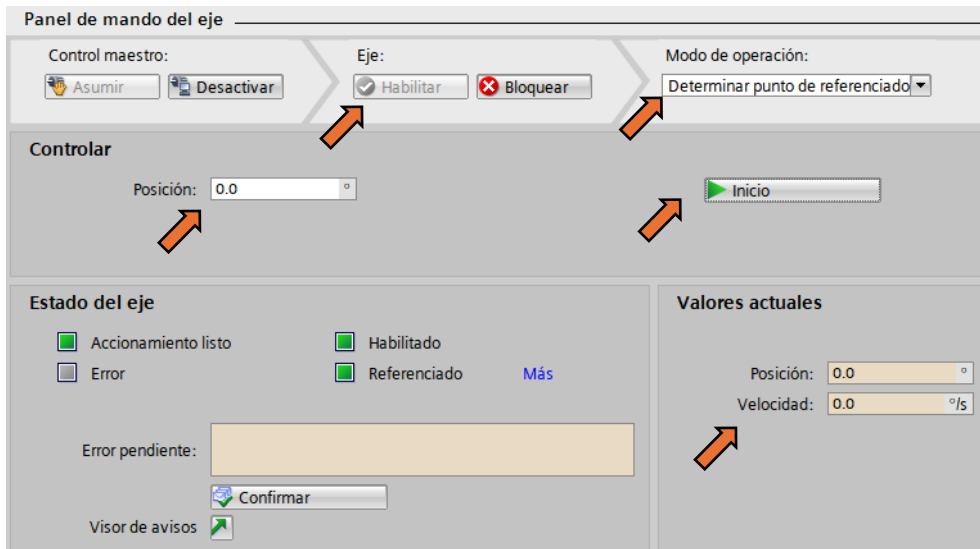 Panel de mando del eje
Control maestro: Eje: Modo de operación:
Asumir Desactivar Habilitar Bloquear Determinar punto de referenciado
Controlar
Posición: 0.0 ° Inicio
Estado del eje Valores actuales
Accionamiento listo Habilitado
Error Referenciado Más
Posición: 0.0 °
Velocidad: 0.0 °/s
Error pendiente:
Confirmar
Visor de avisos